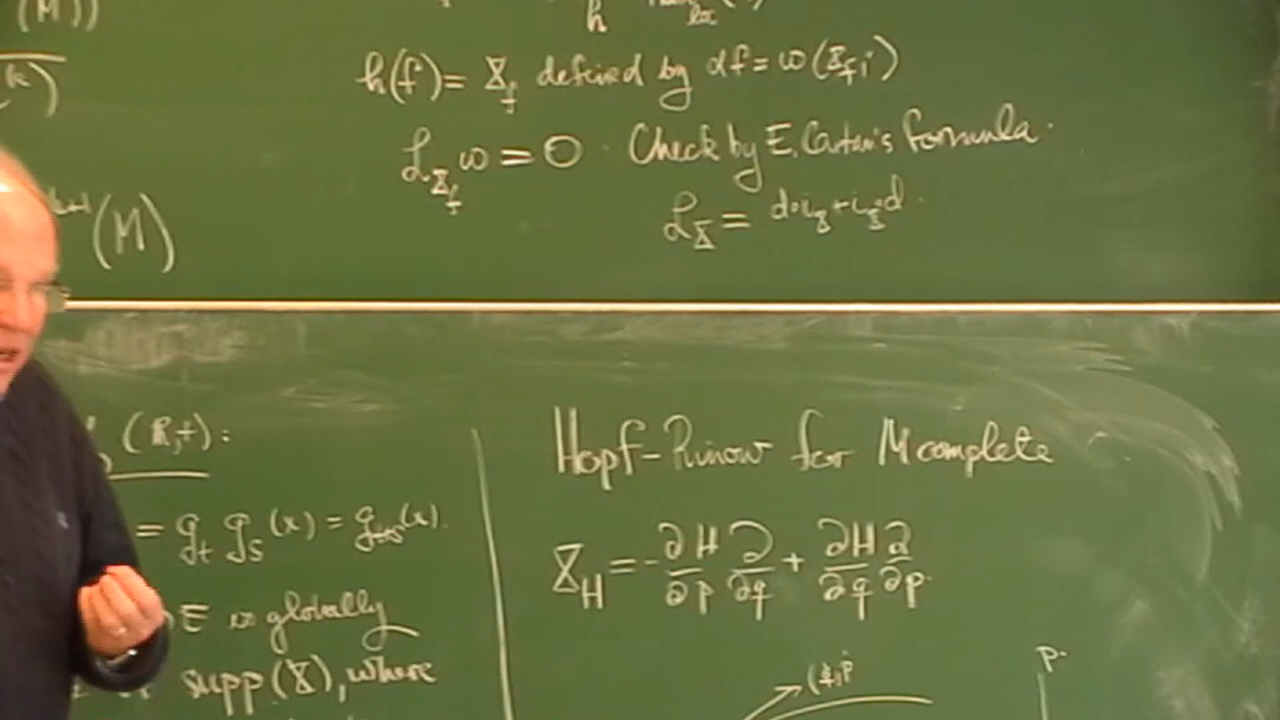 (M))
k)
h
loc
h(f) = X_f defined by df = ω(X_f, ·)
L_{X_f} ω = 0 · Check by E. Cartan's formula.
L_X = d∘i_X + i_X∘d.
(M)
(R,+):
= g_t g_s(x) = g_{t+s}(x).
is globally
supp(X), where
Hopf-Rinow for M complete
X_H = -∂H/∂p ∂/∂q + ∂H/∂q ∂/∂p.
p.